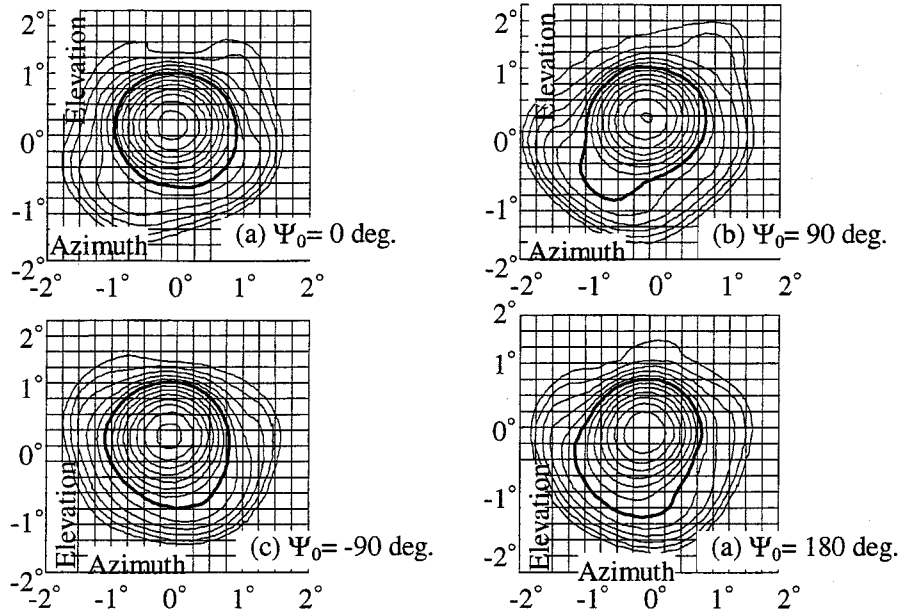 2°
Elevation
1°
0°
-1°
Azimuth
(a) Ψ₀= 0 deg.
-2°
-2° -1° 0° 1° 2°
2°
Elevation
1°
0°
-1°
Azimuth
(b) Ψ₀= 90 deg.
-2°
-2° -1° 0° 1° 2°
2°
1°
0°
Elevation
-1°
(c) Ψ₀= -90 deg.
Azimuth
-2°
-2° -1° 0° 1° 2°
2°
1°
0°
Elevation
-1°
(a) Ψ₀= 180 deg.
Azimuth
-2°
-2° -1° 0° 1° 2°